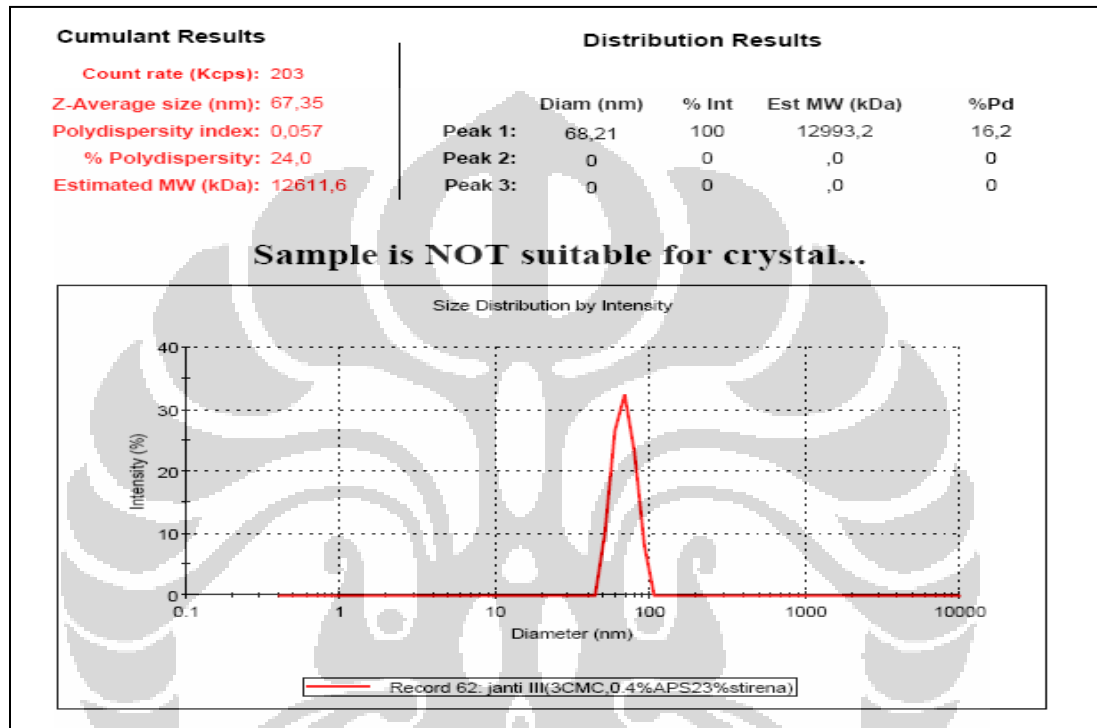 Cumulant Results
Count rate (Kcps): 203
Z-Average size (nm): 67,35
Polydispersity index: 0,057
% Polydispersity: 24,0
Estimated MW (kDa): 12611,6
Distribution Results
Diam (nm) % Int Est MW (kDa) %Pd
Peak 1: 68,21 100 12993,2 16,2
Peak 2: 0 0 ,0 0
Peak 3: 0 0 ,0 0
Sample is NOT suitable for crystal...
Size Distribution by Intensity
Intensity (%)
40
30
20
10
0
0.1 1 10 100 1000 10000
Diameter (nm)
Record 62: janti III(3CMC,0.4%APS23%stirena)